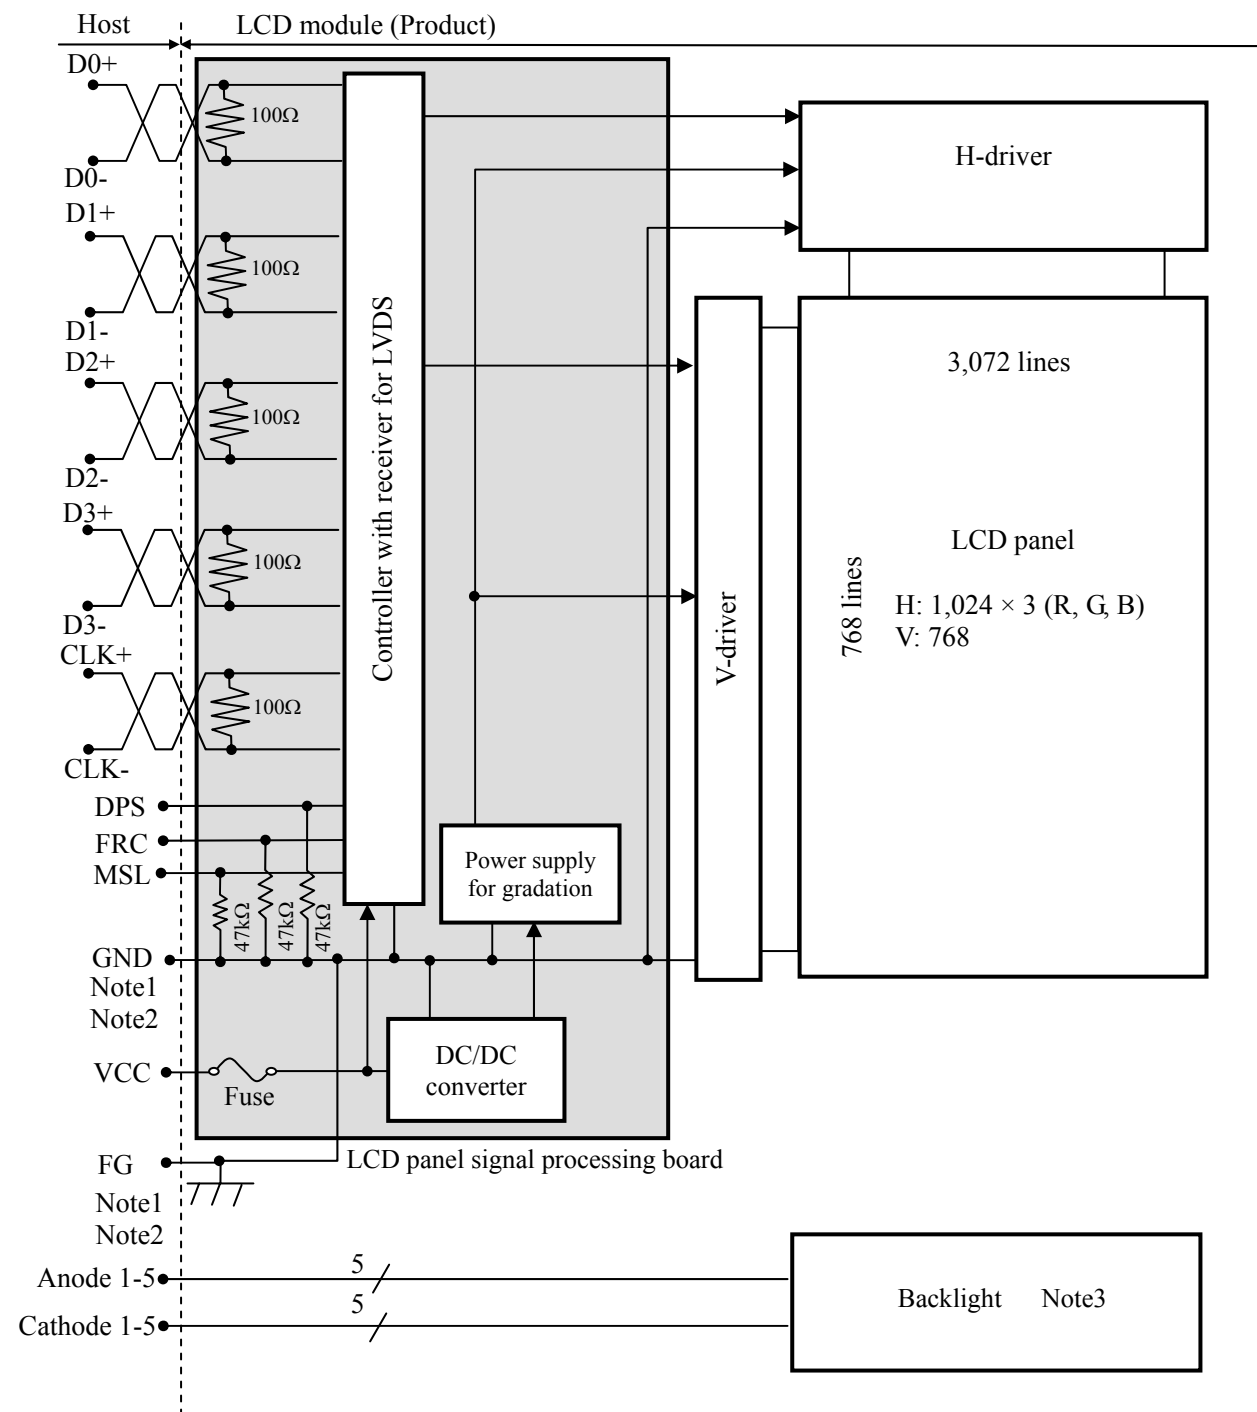 Host
LCD module (Product)
D0+
100Ω
D0-
D1+
100Ω
D1-
D2+
100Ω
D2-
D3+
100Ω
D3-
CLK+
100Ω
CLK-
DPS
FRC
MSL
47kΩ
47kΩ
47kΩ
GND
Note1
Note2
VCC
Fuse
FG
Note1
Note2
Controller with receiver for LVDS
Power supply
for gradation
DC/DC
converter
LCD panel signal processing board
H-driver
V-driver
3,072 lines
768 lines
LCD panel
H: 1,024 × 3 (R, G, B)
V: 768
Anode 1-5
5
Cathode 1-5
5
Backlight Note3